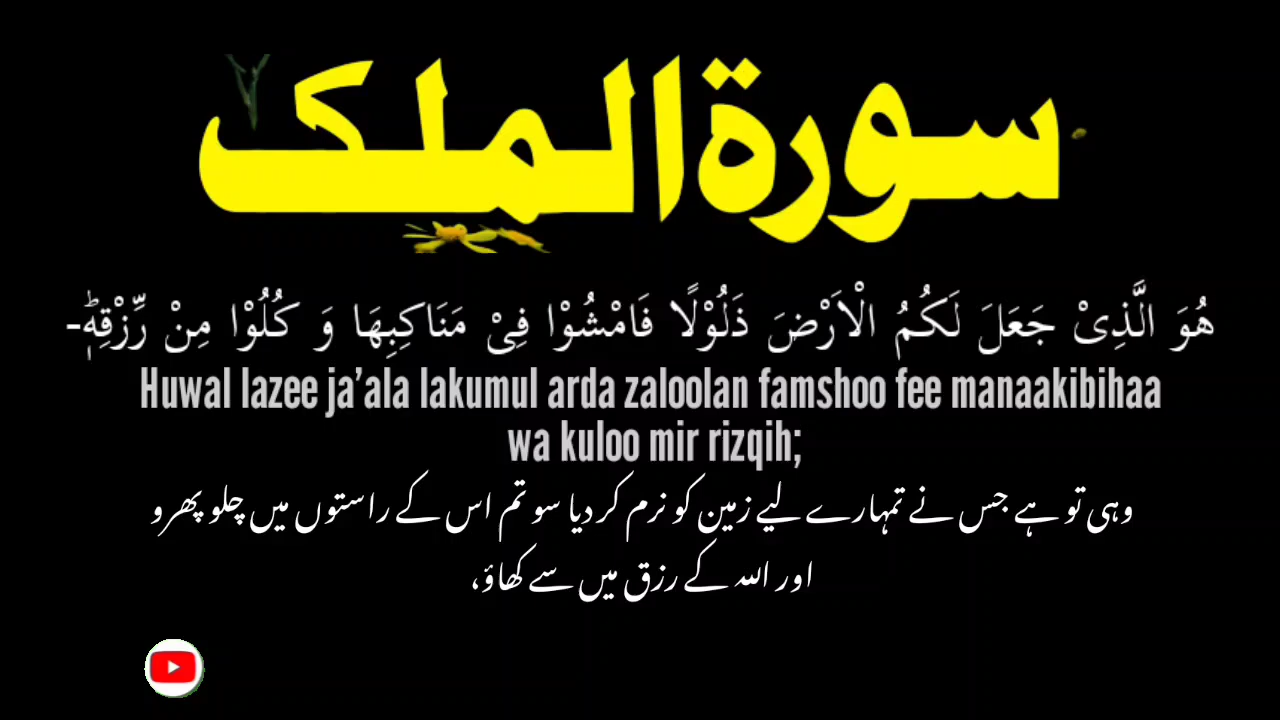 سورة الملک
هُوَ الَّذِیْ جَعَلَ لَكُمُ الْاَرْضَ ذَلُوْلًا فَامْشُوْا فِیْ مَنَاكِبِهَا وَ كُلُوْا مِنْ رِّزْقِهٖؕ-
Huwal lazee ja’ala lakumul arda zaloolan famshoo fee manaakibihaa
wa kuloo mir rizqih;
وہی تو ہے جس نے تمہارے لیے زمین کو نرم کر دیا سو تم اس کے راستوں میں چلو پھرو
اور اللہ کے رزق میں سے کھاؤ،